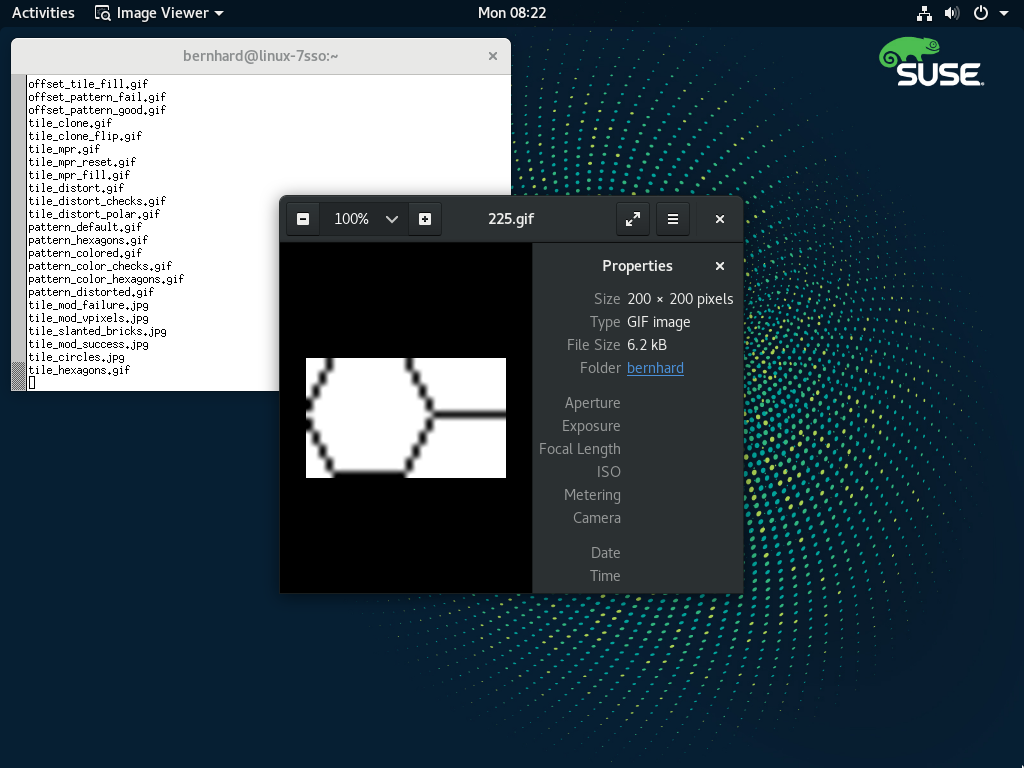 Activities Image Viewer Mon 08:22
SUSE
bernhard@linux-7sso:~
offset_tile_fill.gif
offset_pattern_fail.gif
offset_pattern_good.gif
tile_clone.gif
tile_clone_flip.gif
tile_mpr.gif
tile_mpr_reset.gif
tile_mpr_fill.gif
tile_distort.gif
tile_distort_checks.gif
tile_distort_polar.gif
pattern_default.gif
pattern_hexagons.gif
pattern_colored.gif
pattern_color_checks.gif
pattern_color_hexagons.gif
pattern_distorted.gif
tile_mod_failure.jpg
tile_mod_vpixels.jpg
tile_slanted_bricks.jpg
tile_mod_success.jpg
tile_circles.jpg
tile_hexagons.gif
100% 225.gif
Properties
Size 200 × 200 pixels
Type GIF image
File Size 6.2 kB
Folder bernhard
Aperture
Exposure
Focal Length
ISO
Metering
Camera
Date
Time